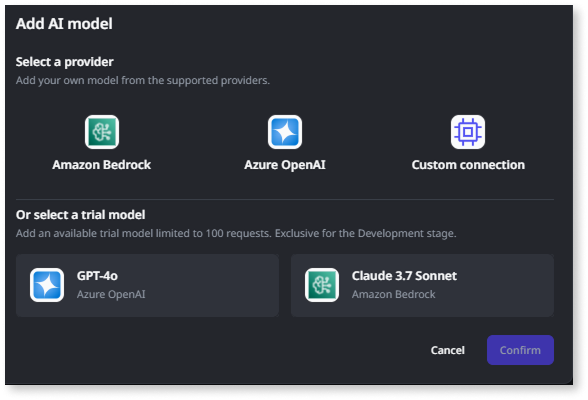 Add AI model
Select a provider
Add your own model from the supported providers.
Amazon Bedrock
Azure OpenAI
Custom connection
Or select a trial model
Add an available trial model limited to 100 requests. Exclusive for the Development stage.
GPT-4o
Azure OpenAI
Claude 3.7 Sonnet
Amazon Bedrock
Cancel
Confirm